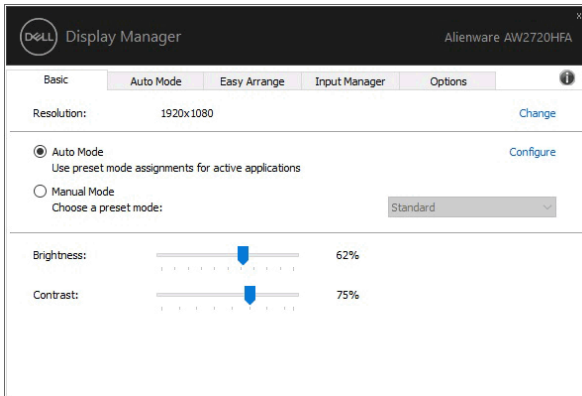 DELL Display Manager Alienware AW2720HFA
Basic Auto Mode Easy Arrange Input Manager Options
Resolution: 1920x1080 Change
Auto Mode Configure
Use preset mode assignments for active applications
Manual Mode
Choose a preset mode: Standard
Brightness: 62%
Contrast: 75%